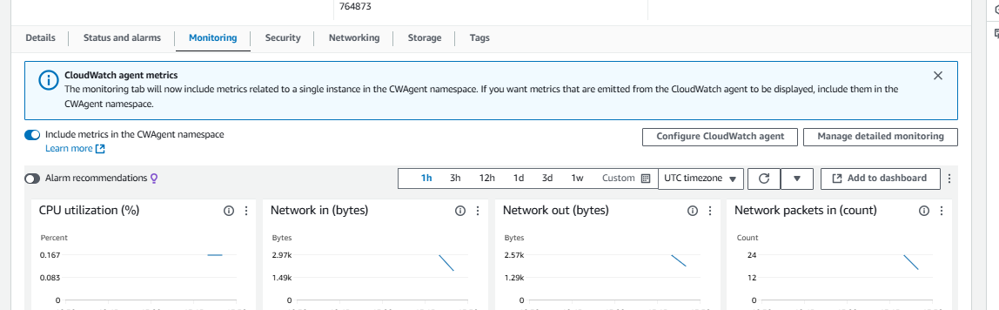 764873
Details
Status and alarms
Monitoring
Security
Networking
Storage
Tags
CloudWatch agent metrics
The monitoring tab will now include metrics related to a single instance in the CWAgent namespace. If you want metrics that are emitted from the CloudWatch agent to be displayed, include them in the
CWAgent namespace.
Include metrics in the CWAgent namespace
Learn more
Configure CloudWatch agent
Manage detailed monitoring
Alarm recommendations
1h
3h
12h
1d
3d
1w
Custom
UTC timezone
Add to dashboard
CPU utilization (%)
Percent
0.167
0.083
0
Network in (bytes)
Bytes
2.97k
1.49k
0
Network out (bytes)
Bytes
2.57k
1.29k
0
Network packets in (count)
Count
24
12
0